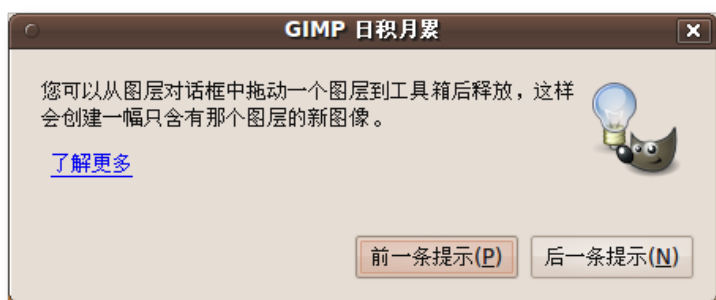 GIMP 日积月累
您可以从图层对话框中拖动一个图层到工具箱后释放，这样
会创建一幅只含有那个图层的新图像。
了解更多
前一条提示(P) 后一条提示(N)